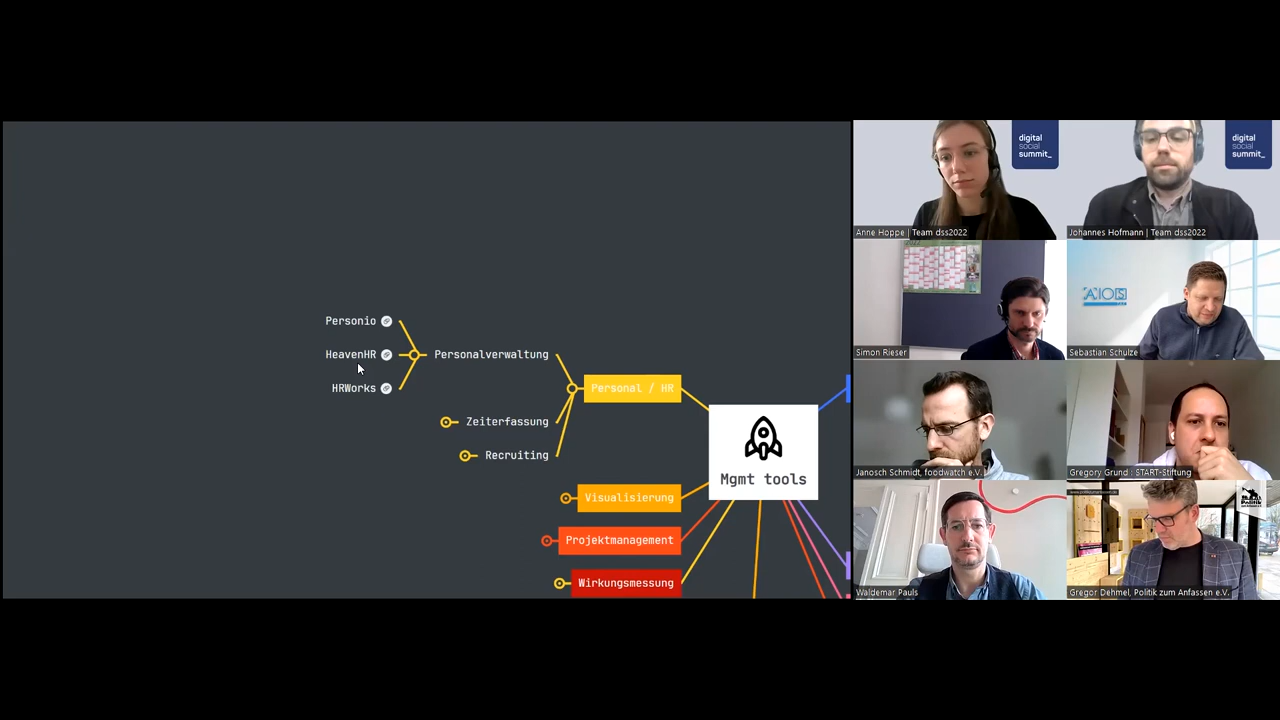 Personio
HeavenHR
HRWorks
Personalverwaltung
Zeiterfassung
Recruiting
Personal / HR
Visualisierung
Projektmanagement
Wirkungsmessung
Mgmt tools
digital
social
summit_
Anne Hoppe | Team dss2022
digital
social
summit_
Johannes Hofmann | Team dss2022
Simon Rieser
Sebastian Schulze
Janosch Schmidt, foodwatch e.V.
Gregory Grund : START-Stiftung
Waldemar Pauls
Gregor Dehmel, Politik zum Anfassen e.V.